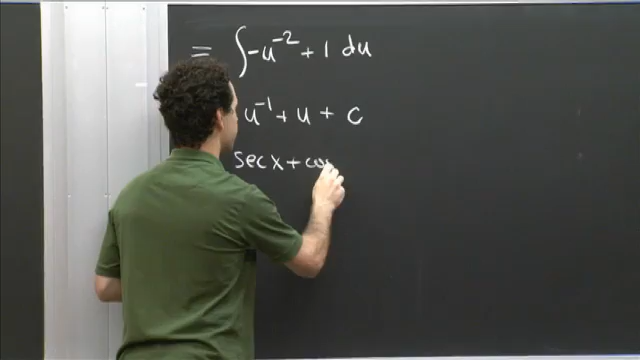 = ∫ -u⁻² + 1 du
u⁻¹ + u + c
sec x + cos